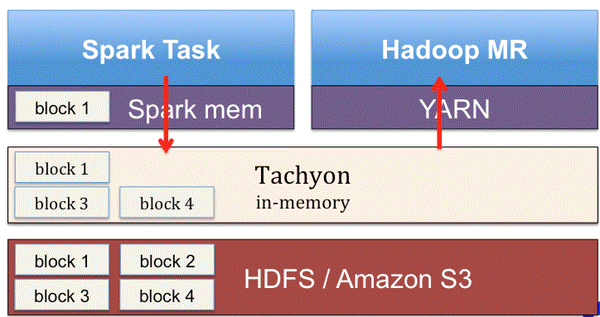 Spark Task
Hadoop MR
block 1
Spark mem
YARN
block 1
block 3
block 4
Tachyon
in-memory
block 1
block 2
block 3
block 4
HDFS / Amazon S3